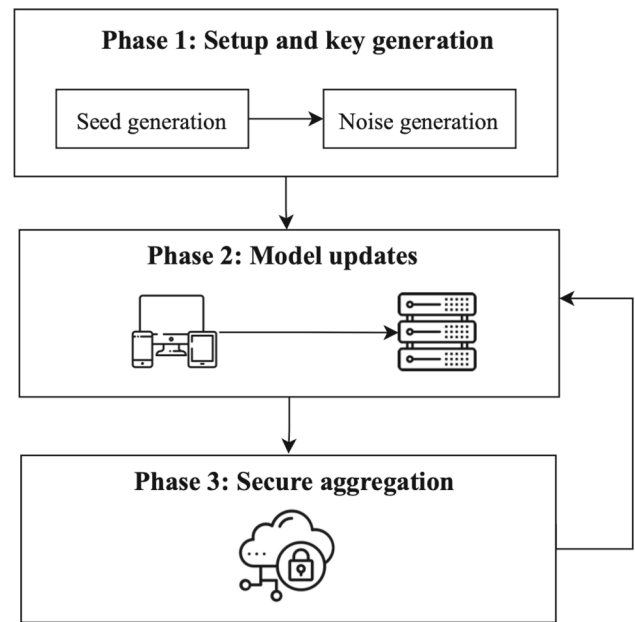 Phase 1: Setup and key generation
Seed generation
Noise generation
Phase 2: Model updates
Phase 3: Secure aggregation